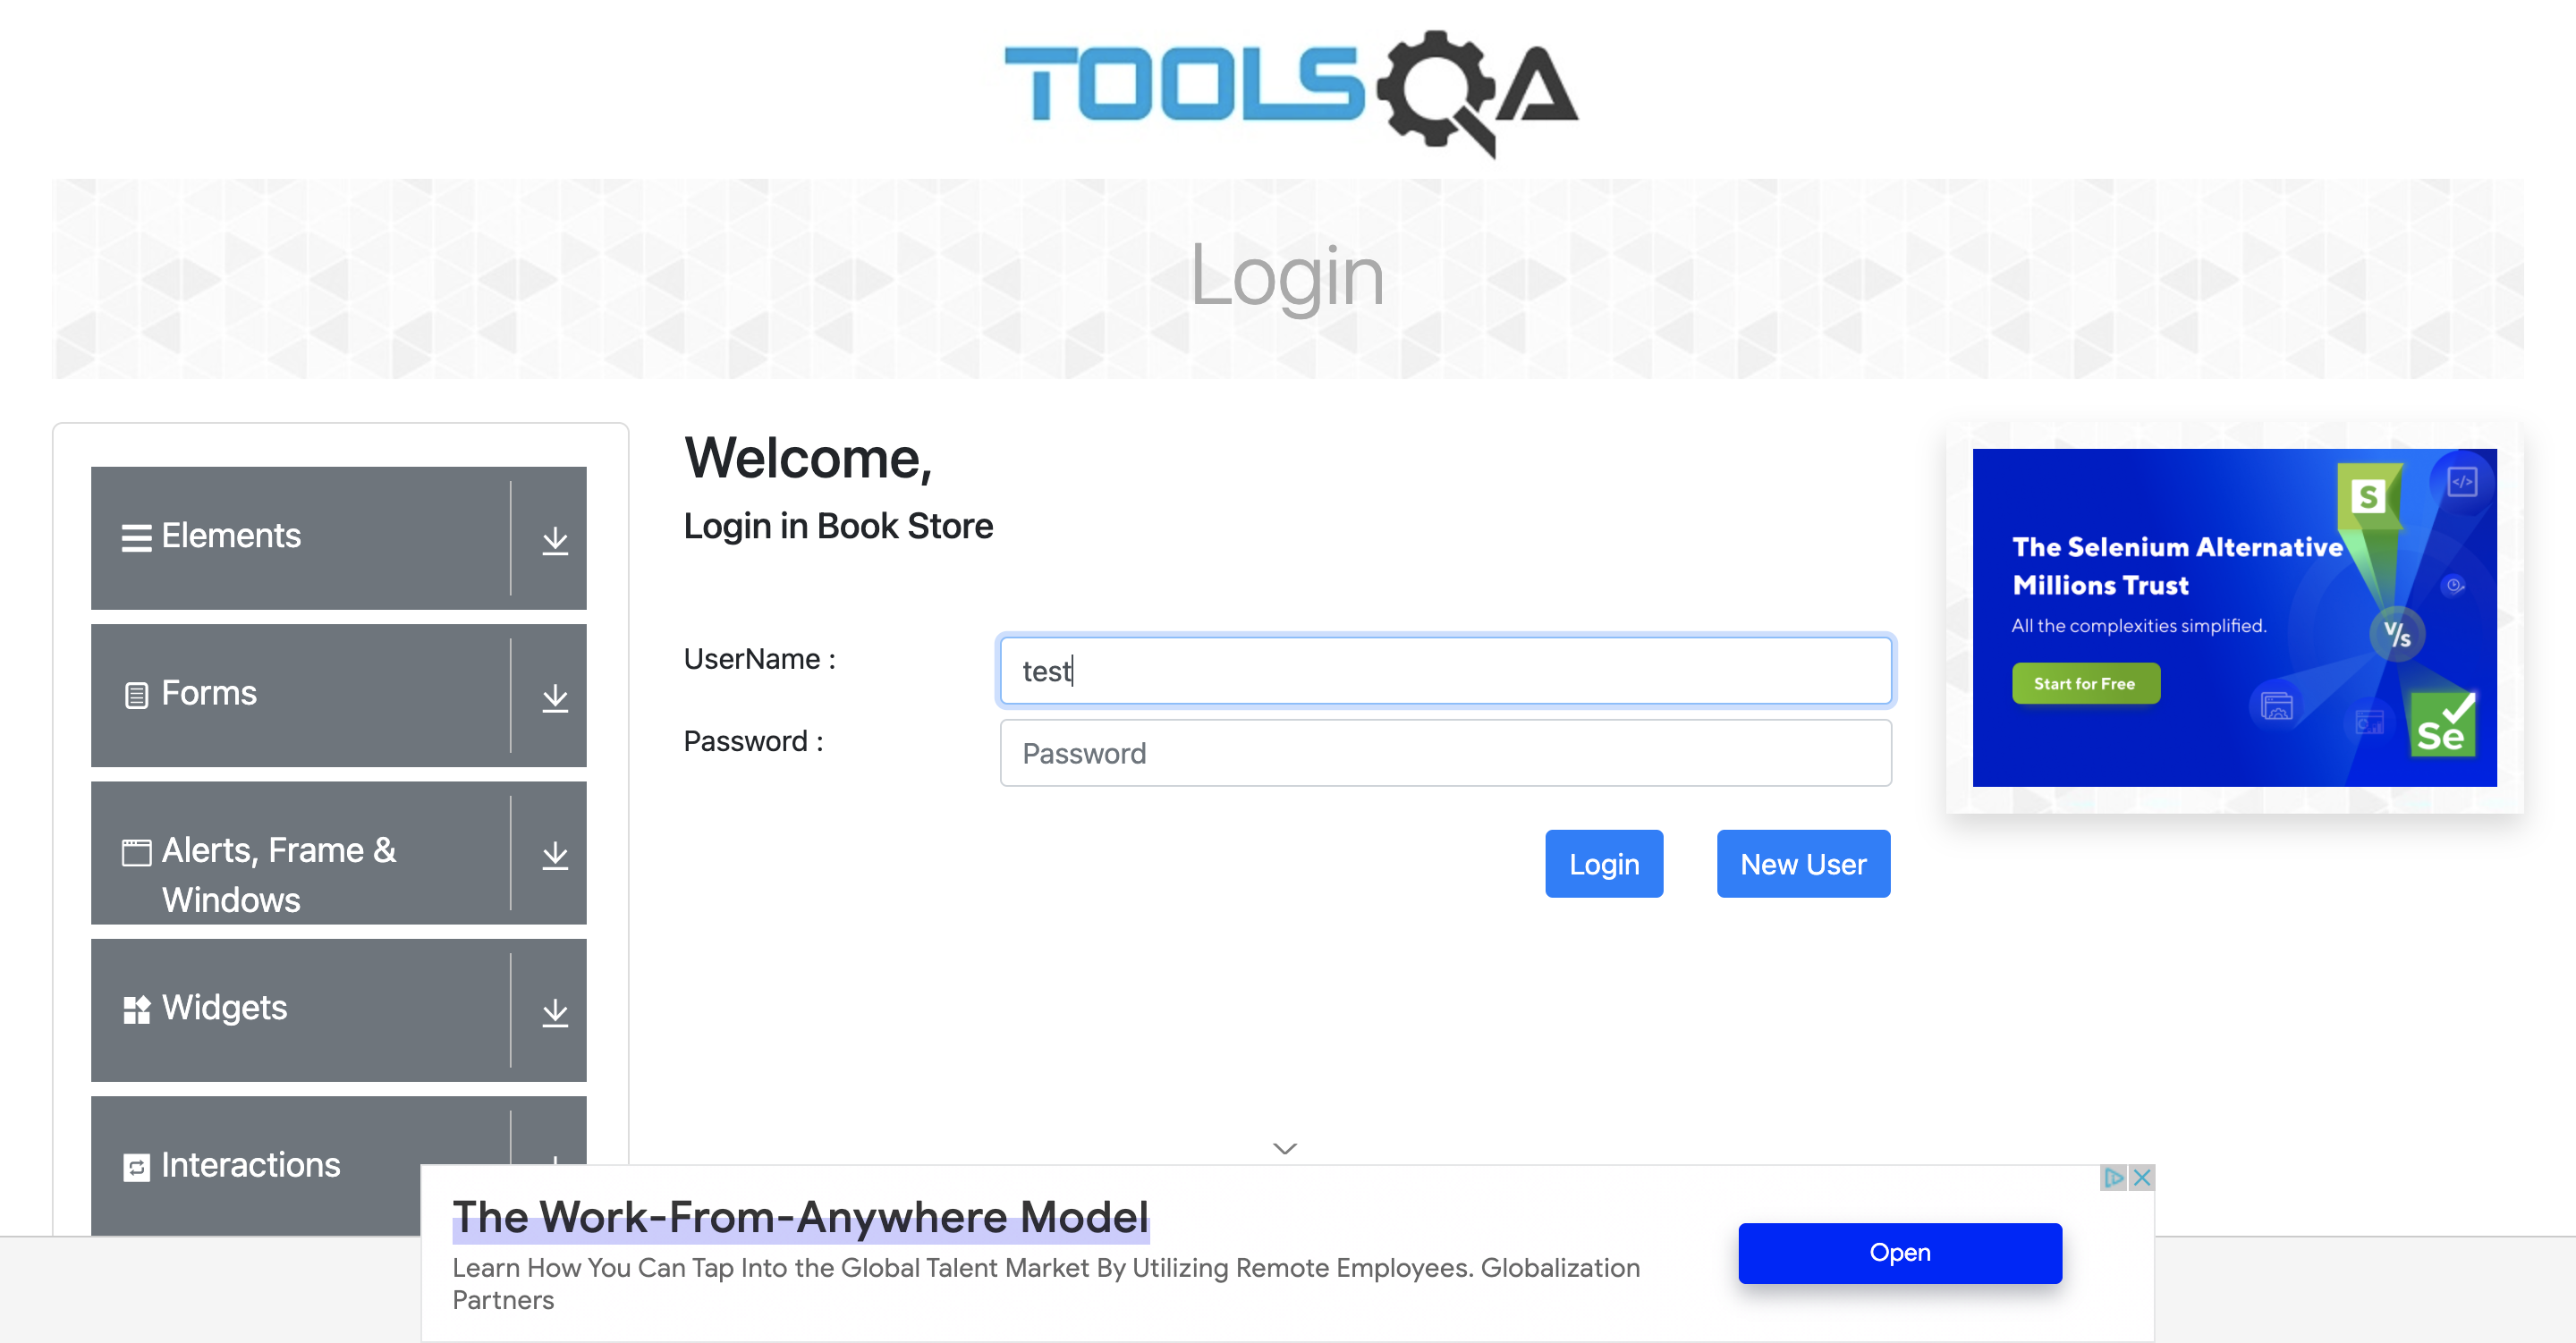 TOOLSQA
Login
Elements
Forms
Alerts, Frame &
Windows
Widgets
Interactions
Welcome,
Login in Book Store
UserName :
test
Password :
Password
Login
New User
The Selenium Alternative
Millions Trust
All the complexities simplified.
Start for Free
S
</>
V/s
Se
The Work-From-Anywhere Model
Learn How You Can Tap Into the Global Talent Market By Utilizing Remote Employees. Globalization
Partners
Open